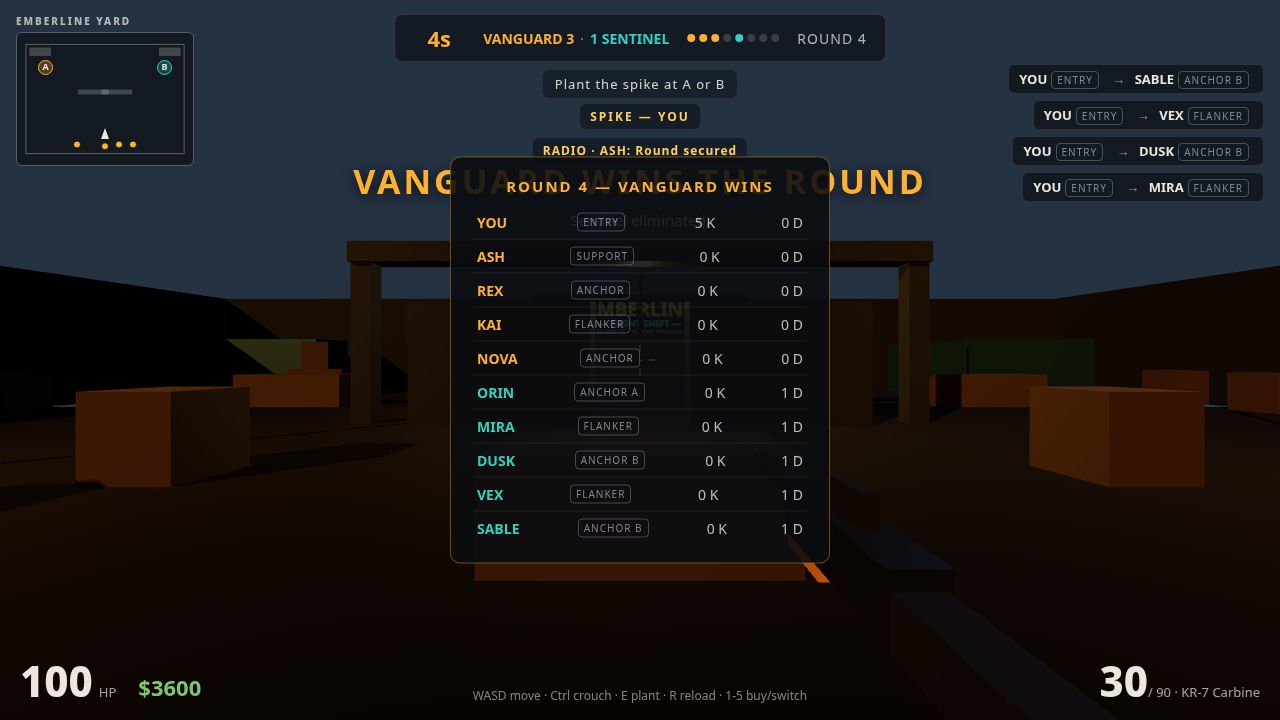 EMBERLINE YARD
A
B
4s VANGUARD 3 · 1 SENTINEL ROUND 4
Plant the spike at A or B
SPIKE — YOU
RADIO · ASH: Round secured
VANGUARD WINS THE ROUND
YOU ENTRY → SABLE ANCHOR B
YOU ENTRY → VEX FLANKER
YOU ENTRY → DUSK ANCHOR B
YOU ENTRY → MIRA FLANKER
ROUND 4 — VANGUARD WINS
YOU ENTRY 5 K 0 D
ASH SUPPORT 0 K 0 D
REX ANCHOR 0 K 0 D
KAI FLANKER 0 K 0 D
NOVA ANCHOR 0 K 0 D
ORIN ANCHOR A 0 K 1 D
MIRA FLANKER 0 K 1 D
DUSK ANCHOR B 0 K 1 D
VEX FLANKER 0 K 1 D
SABLE ANCHOR B 0 K 1 D
100 HP $3600
WASD move · Ctrl crouch · E plant · R reload · 1-5 buy/switch
30 / 90 · KR-7 Carbine